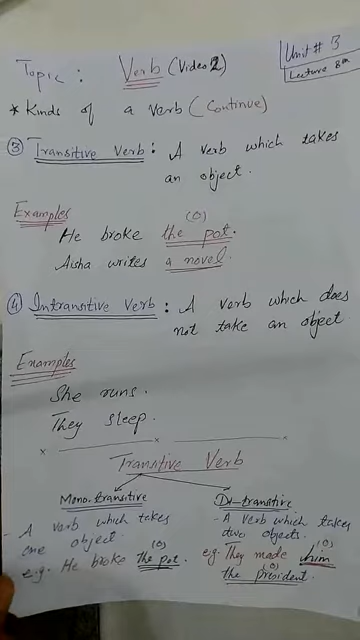 Unit # 3
Lecture 8th
Topic : Verb (Video 2)
* Kinds of a verb (Continue)
③ Transitive Verb : A verb which takes
an object.
Examples
(O)
He broke the pot.
Aisha writes a novel.
④ Intransitive Verb : A verb which does
not take an object
Examples
She runs.
They sleep.
x x x
Transitive Verb
Mono-transitive
- A verb which takes
one object.
(O)
e.g. He broke the pot.
Di-transitive
- A verb which takes
two objects.
(O)
e.g. They made him
(O)
the president.